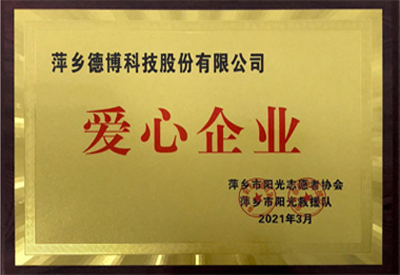 萍乡德博科技股份有限公司
爱心企业
萍乡市阳光志愿者协会
萍乡市阳光救援队
2021年3月